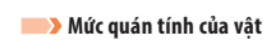 Mức quán tính của vật